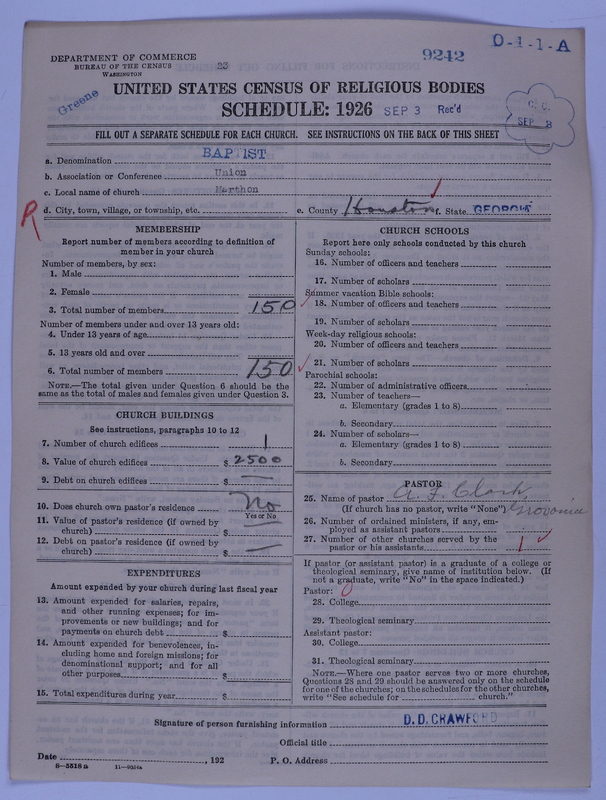 DEPARTMENT OF COMMERCE
BUREAU OF THE CENSUS
WASHINGTON
23
9242
O-1-1-A
Greene
UNITED STATES CENSUS OF RELIGIOUS BODIES
SCHEDULE: 1926 SEP 3 Rec'd
SEP 3
FILL OUT A SEPARATE SCHEDULE FOR EACH CHURCH. SEE INSTRUCTIONS ON THE BACK OF THIS SHEET
a. Denomination BAPTIST
b. Association or Conference Union
c. Local name of church Marthon
R
d. City, town, village, or township, etc. e. County Houston f. State GEORGIA
MEMBERSHIP
Report number of members according to definition of
member in your church
Number of members, by sex:
1. Male
2. Female
3. Total number of members 150
Number of members under and over 13 years old:
4. Under 13 years of age
5. 13 years old and over
6. Total number of members 150
NOTE.—The total given under Question 6 should be the
same as the total of males and females given under Question 3.
CHURCH BUILDINGS
See instructions, paragraphs 10 to 12
7. Number of church edifices 1
8. Value of church edifices $ 2500
9. Debt on church edifices $ —
10. Does church own pastor's residence No
Yes or No
11. Value of pastor's residence (if owned by
church) $
12. Debt on pastor's residence (if owned by
church) $ —
EXPENDITURES
Amount expended by your church during last fiscal year
13. Amount expended for salaries, repairs,
and other running expenses; for im-
provements or new buildings; and for
payments on church debt $
14. Amount expended for benevolences, in-
cluding home and foreign missions; for
denominational support; and for all
other purposes $
15. Total expenditures during year $
CHURCH SCHOOLS
Report here only schools conducted by this church
Sunday schools:
16. Number of officers and teachers
17. Number of scholars
Summer vacation Bible schools:
18. Number of officers and teachers
19. Number of scholars
Week-day religious schools:
20. Number of officers and teachers
21. Number of scholars
Parochial schools:
22. Number of administrative officers
23. Number of teachers—
a. Elementary (grades 1 to 8)
b. Secondary
24. Number of scholars—
a. Elementary (grades 1 to 8)
b. Secondary
PASTOR
25. Name of pastor A. L. Clark,
(If church has no pastor, write "None") Grovania
26. Number of ordained ministers, if any, em-
ployed as assistant pastors
27. Number of other churches served by the
pastor or his assistants 1
If pastor (or assistant pastor) is a graduate of a college or
theological seminary, give name of institution below. (If
not a graduate, write "No" in the space indicated.)
Pastor: 0
28. College
29. Theological seminary
Assistant pastor:
30. College
31. Theological seminary
NOTE.—Where one pastor serves two or more churches,
Questions 28 and 29 should be answered only on the schedule
for one of the churches; on the schedules for the other churches,
write "See schedule for church."
Signature of person furnishing information D. D. CRAWFORD
Official title
Date , 192 P. O. Address
8—5518a 11—9034a